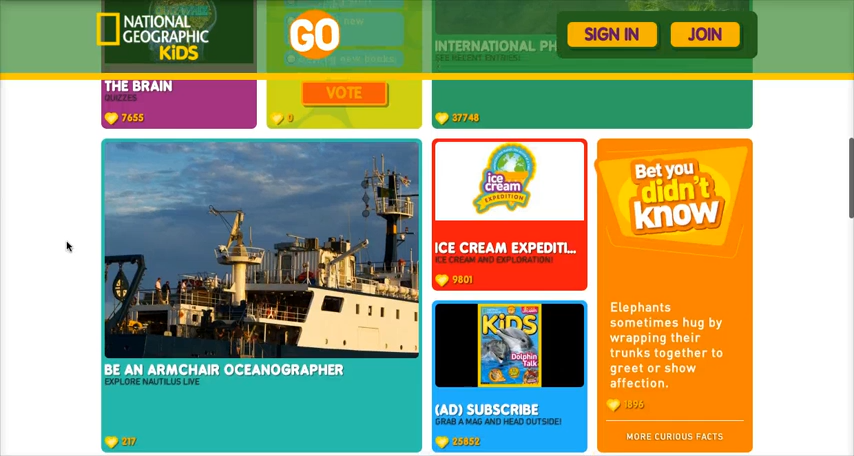 NATIONAL
GEOGRAPHIC
KiDS
GO
SIGN IN
JOIN
INTERNATIONAL PH
SEE RECENT ENTRIES!
THE BRAIN
QUIZZES
7655
VOTE
0
37748
BE AN ARMCHAIR OCEANOGRAPHER
EXPLORE NAUTILUS LIVE
217
ice
cream
EXPEDITION
ICE CREAM EXPEDITI...
ICE CREAM AND EXPLORATION!
9801
KiDS
Dolphin
Talk
(AD) SUBSCRIBE
GRAB A MAG AND HEAD OUTSIDE!
25852
Bet you
didn't
know
Elephants
sometimes hug by
wrapping their
trunks together to
greet or show
affection.
1896
MORE CURIOUS FACTS